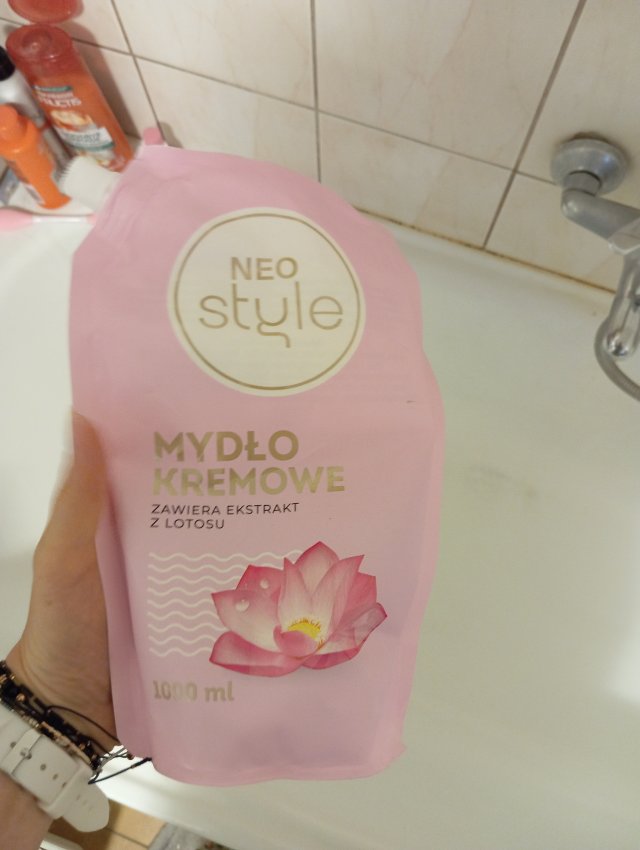 NEO
style
MYDŁO
KREMOWE
ZAWIERA EKSTRAKT
Z LOTOSU
1000 ml